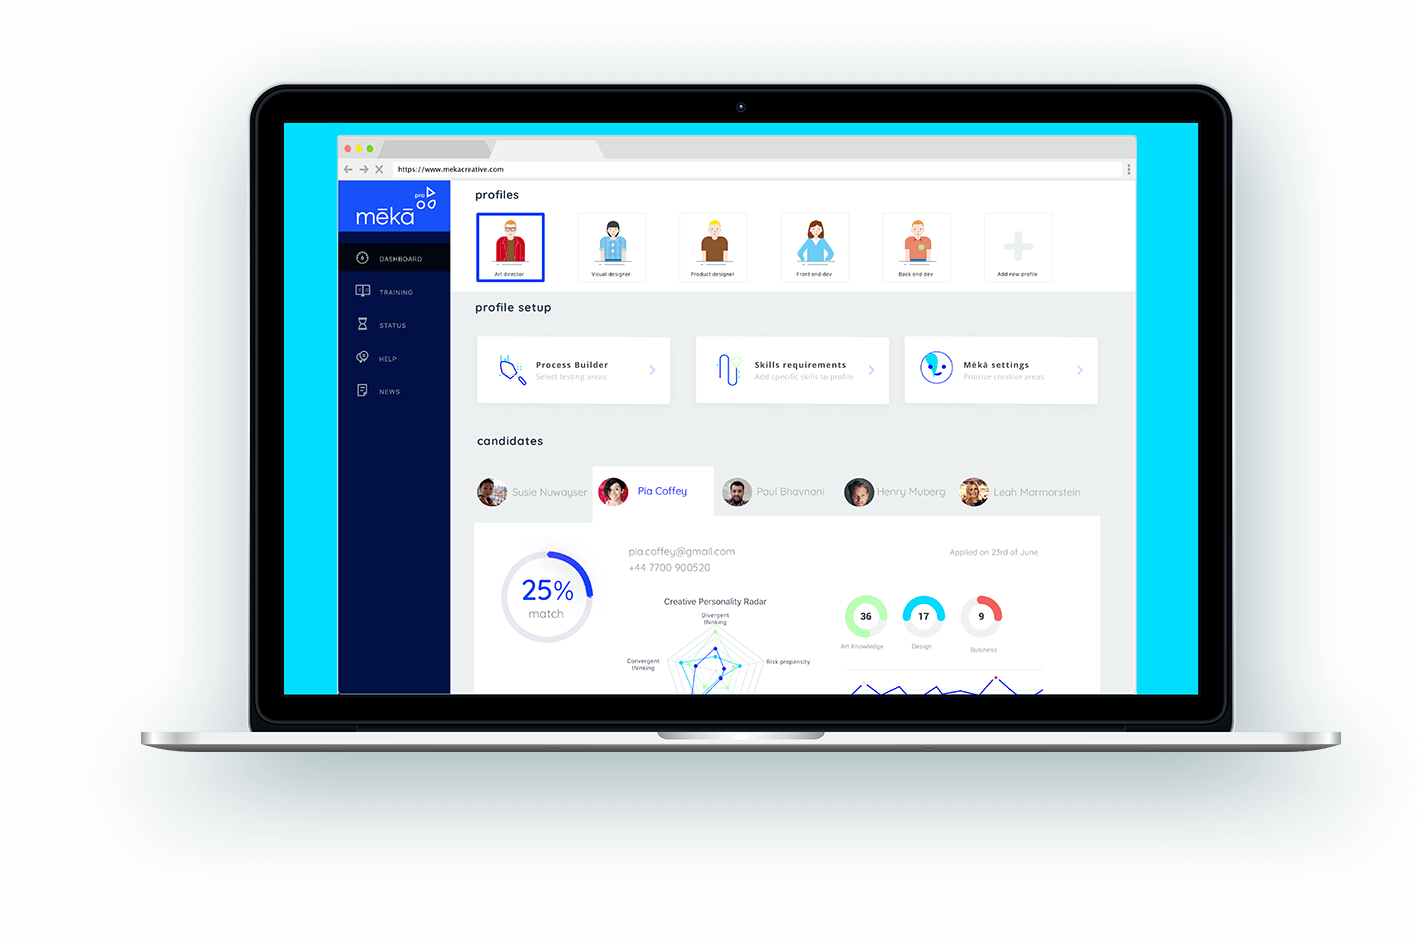 https://www.mekacreative.com
pro
mēkā
DASHBOARD
TRAINING
STATUS
HELP
NEWS
profiles
Art director
Visual designer
Product designer
Front end dev
Back end dev
Add new profile
profile setup
Process Builder
Select testing areas
Skills requirements
Add specific skills to profile
Mēkā settings
Priorize creative areas
candidates
Susie Nuwayser
Pia Coffey
Paul Bhavnani
Henry Muberg
Leah Marmorstein
25%
match
pia.coffey@gmail.com
+44 7700 900520
Applied on 23rd of June
Creative Personality Radar
Divergent
thinking
Convergent
thinking
Risk propensity
36
Art Knowledge
17
Design
9
Business